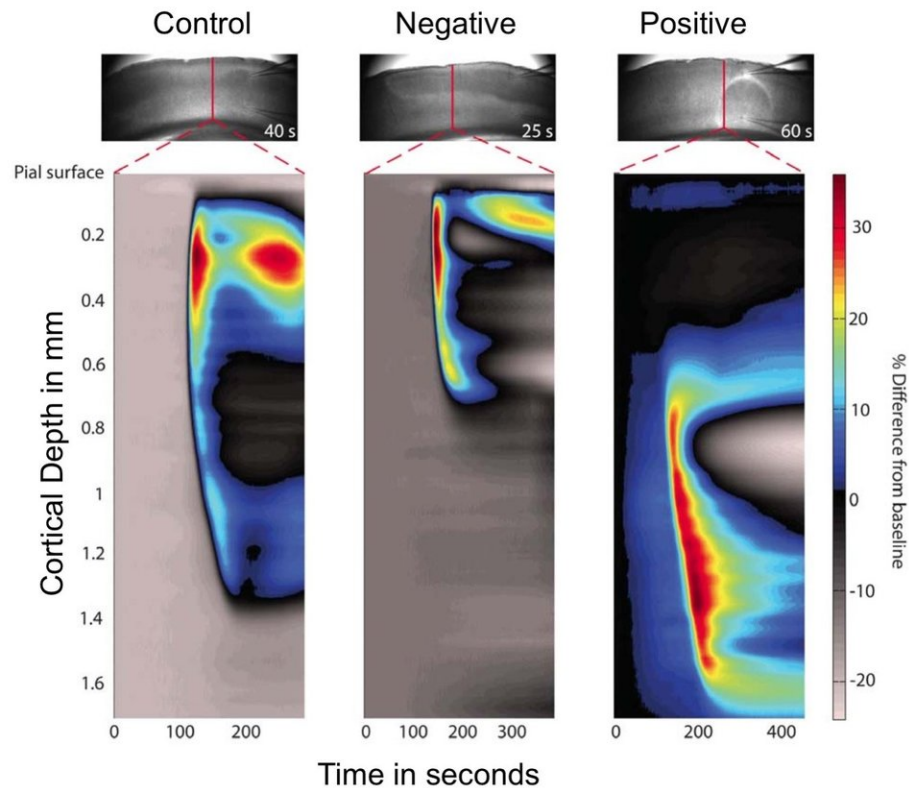 Control Negative Positive
40 s 25 s 60 s
Pial surface
0.2
0.4
0.6
0.8
1
1.2
1.4
1.6
Cortical Depth in mm
30
20
10
0
-10
-20
% Difference from baseline
0 100 200 0 100 200 300 0 200 400
Time in seconds